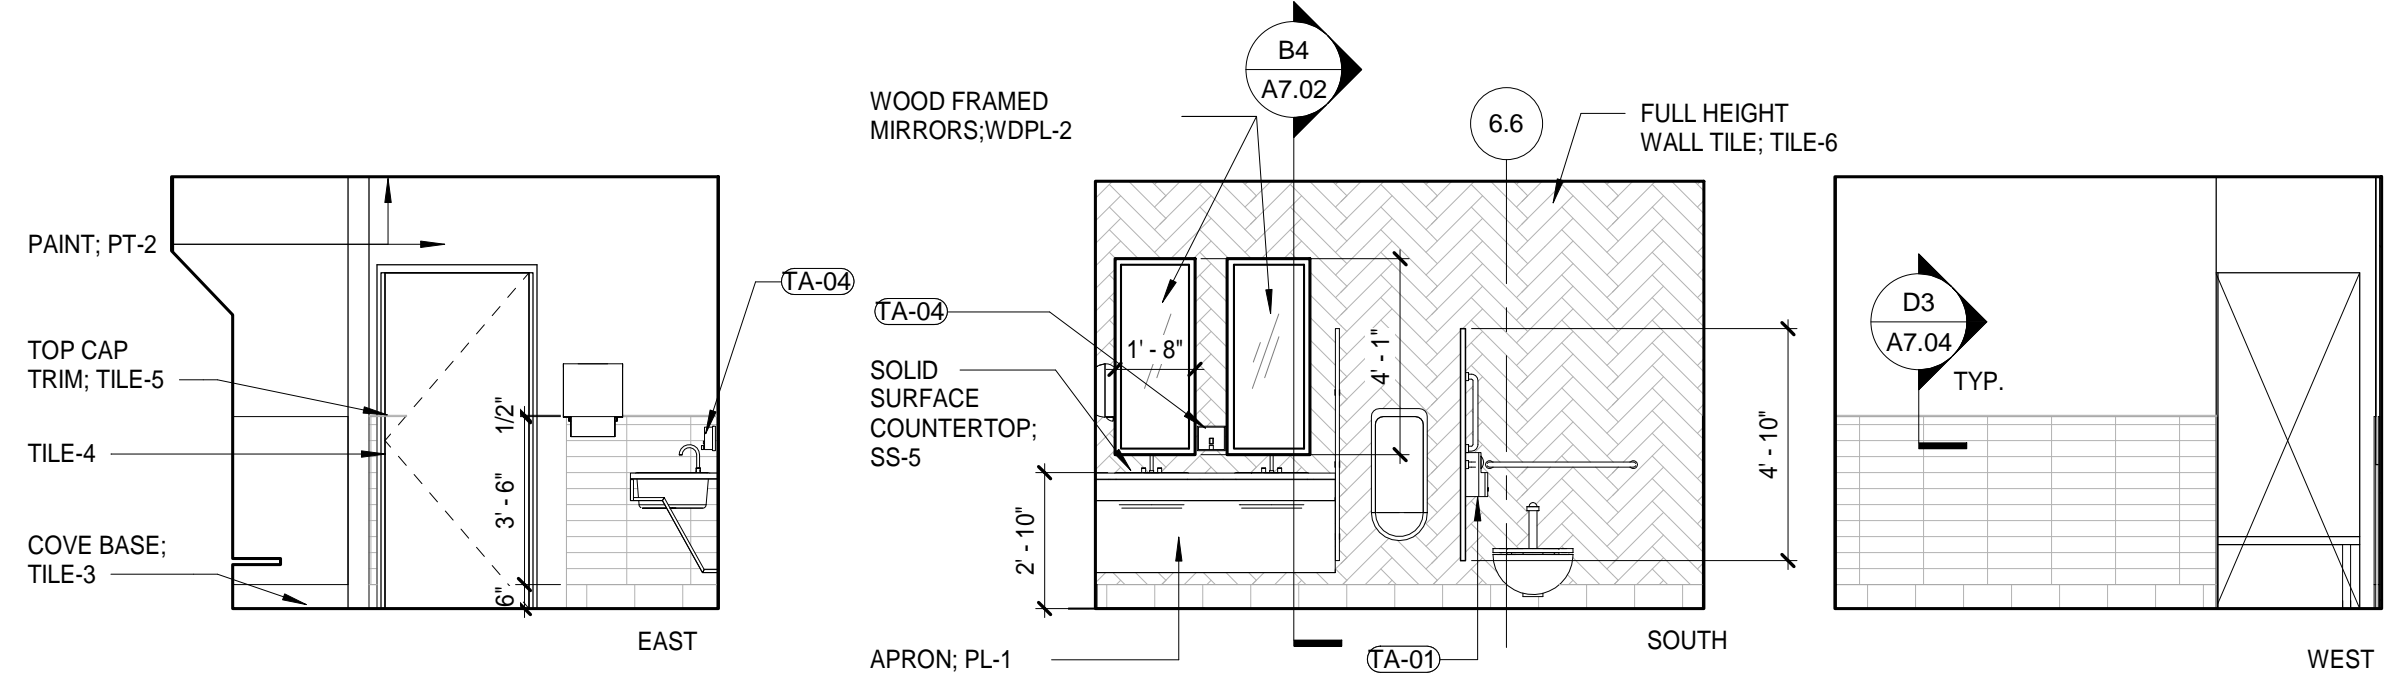 PAINT; PT-2
TOP CAP
TRIM; TILE-5
TILE-4
COVE BASE;
TILE-3
1/2"
3' - 6"
6"
TA-04
EAST
WOOD FRAMED
MIRRORS;WDPL-2
B4
A7.02
6.6
FULL HEIGHT
WALL TILE; TILE-6
TA-04
1' - 8"
4' - 1"
SOLID
SURFACE
COUNTERTOP;
SS-5
2' - 10"
4' - 10"
APRON; PL-1
TA-01
SOUTH
D3
A7.04
TYP.
WEST